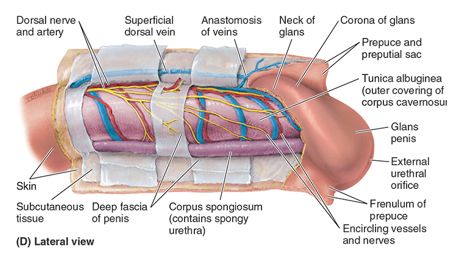 Dorsal nerve
and artery
Superficial
dorsal vein
Anastomosis
of veins
Neck of
glans
Corona of glans
Prepuce and
preputial sac
Tunica albuginea
(outer covering of
corpus cavernosu
Glans
penis
External
urethral
orifice
Frenulum of
prepuce
Encircling vessels
and nerves
Skin
Subcutaneous
tissue
Deep fascia
of penis
Corpus spongiosum
(contains spongy
urethra)
(D) Lateral view